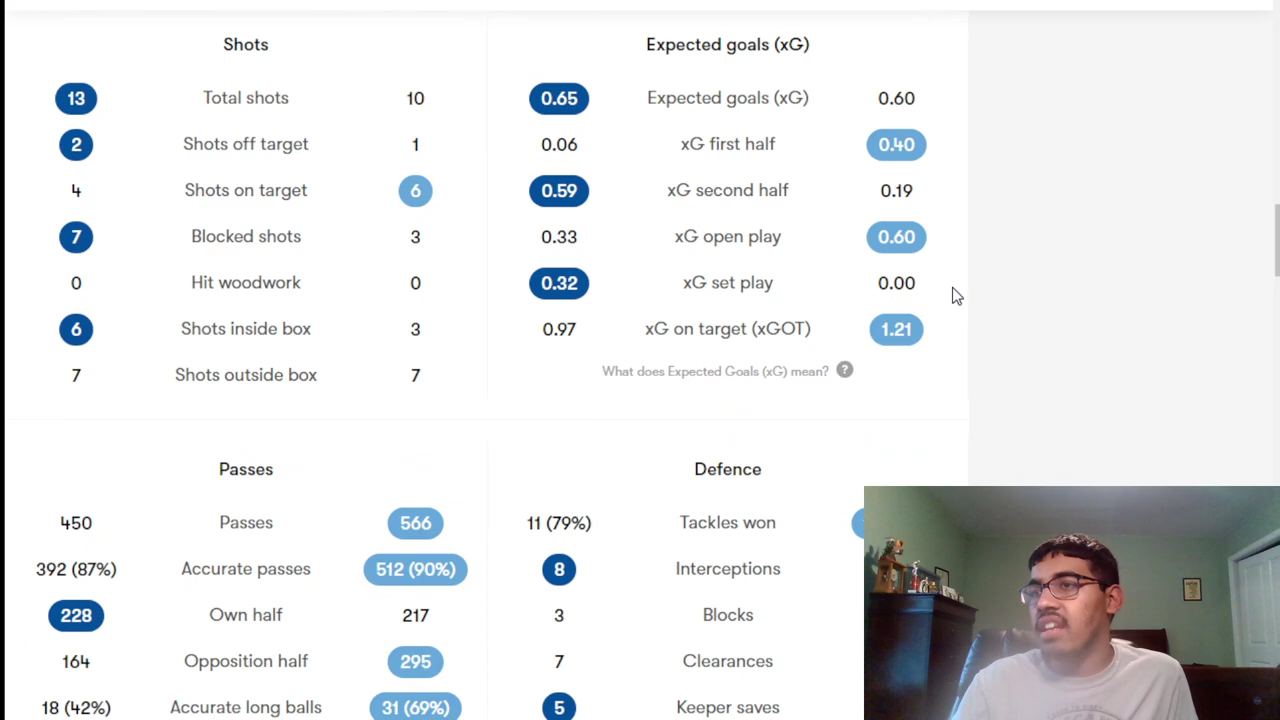 Shots
13 Total shots 10
2 Shots off target 1
4 Shots on target 6
7 Blocked shots 3
0 Hit woodwork 0
6 Shots inside box 3
7 Shots outside box 7
Expected goals (xG)
0.65 Expected goals (xG) 0.60
0.06 xG first half 0.40
0.59 xG second half 0.19
0.33 xG open play 0.60
0.32 xG set play 0.00
0.97 xG on target (xGOT) 1.21
What does Expected Goals (xG) mean? ?
Passes
450 Passes 566
392 (87%) Accurate passes 512 (90%)
228 Own half 217
164 Opposition half 295
18 (42%) Accurate long balls 31 (69%)
Defence
11 (79%) Tackles won
8 Interceptions
3 Blocks
7 Clearances
5 Keeper saves